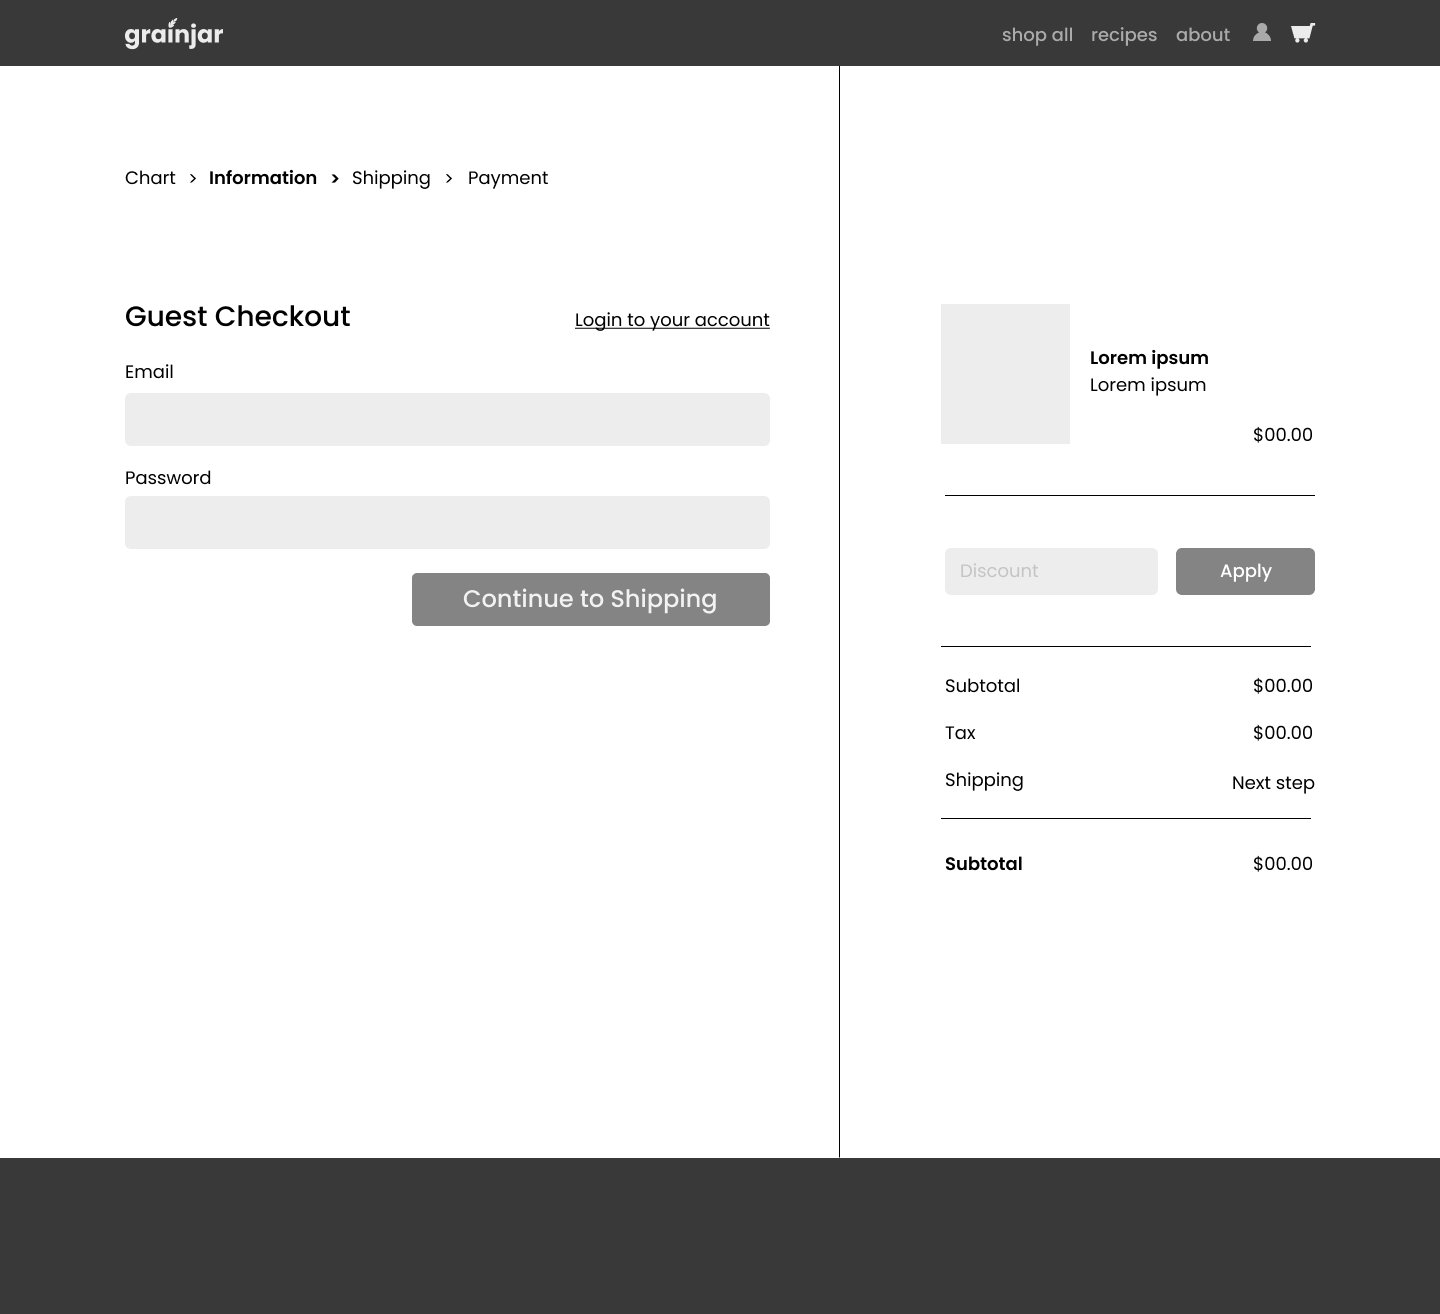 grainjar
shop all recipes about
Chart > Information > Shipping > Payment
Guest Checkout
Login to your account
Email
Password
Continue to Shipping
Lorem ipsum
Lorem ipsum
$00.00
Discount
Apply
Subtotal $00.00
Tax $00.00
Shipping Next step
Subtotal $00.00